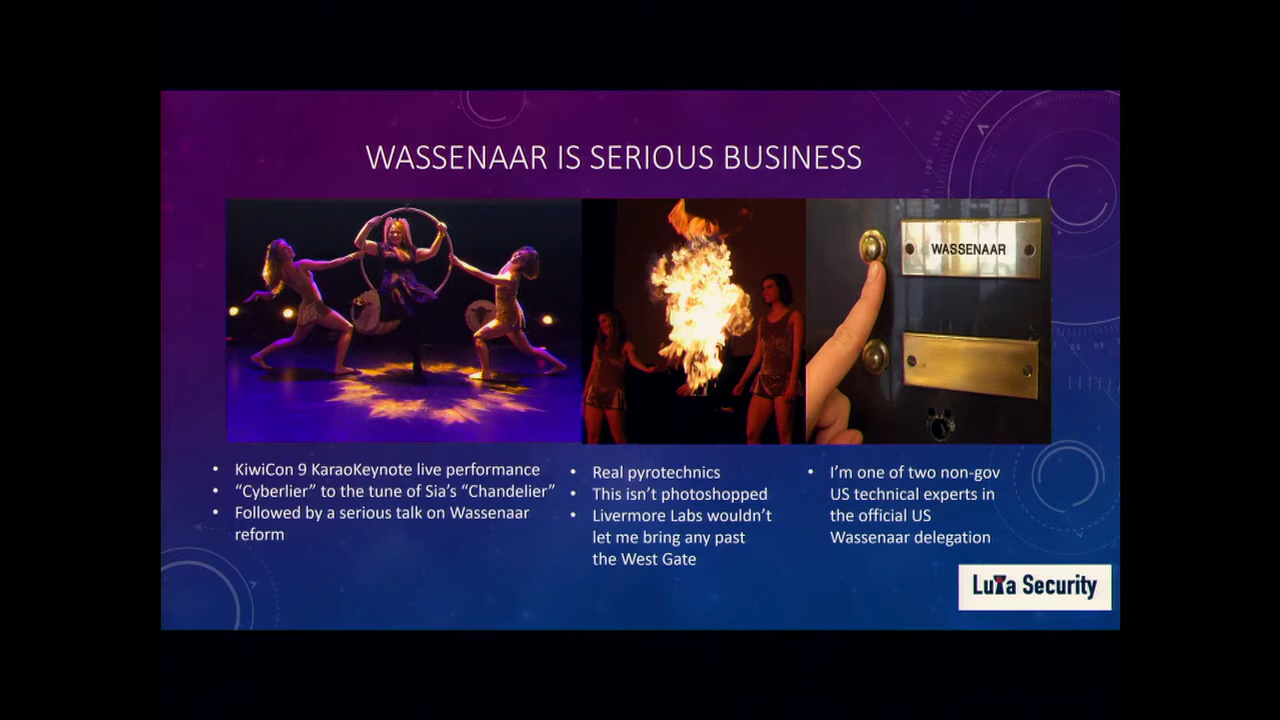 WASSENAAR IS SERIOUS BUSINESS
WASSENAAR
• KiwiCon 9 KaraoKeynote live performance
• “Cyberlier” to the tune of Sia’s “Chandelier”
• Followed by a serious talk on Wassenaar
reform
• Real pyrotechnics
• This isn’t photoshopped
• Livermore Labs wouldn’t
let me bring any past
the West Gate
• I’m one of two non-gov
US technical experts in
the official US
Wassenaar delegation
Luta Security